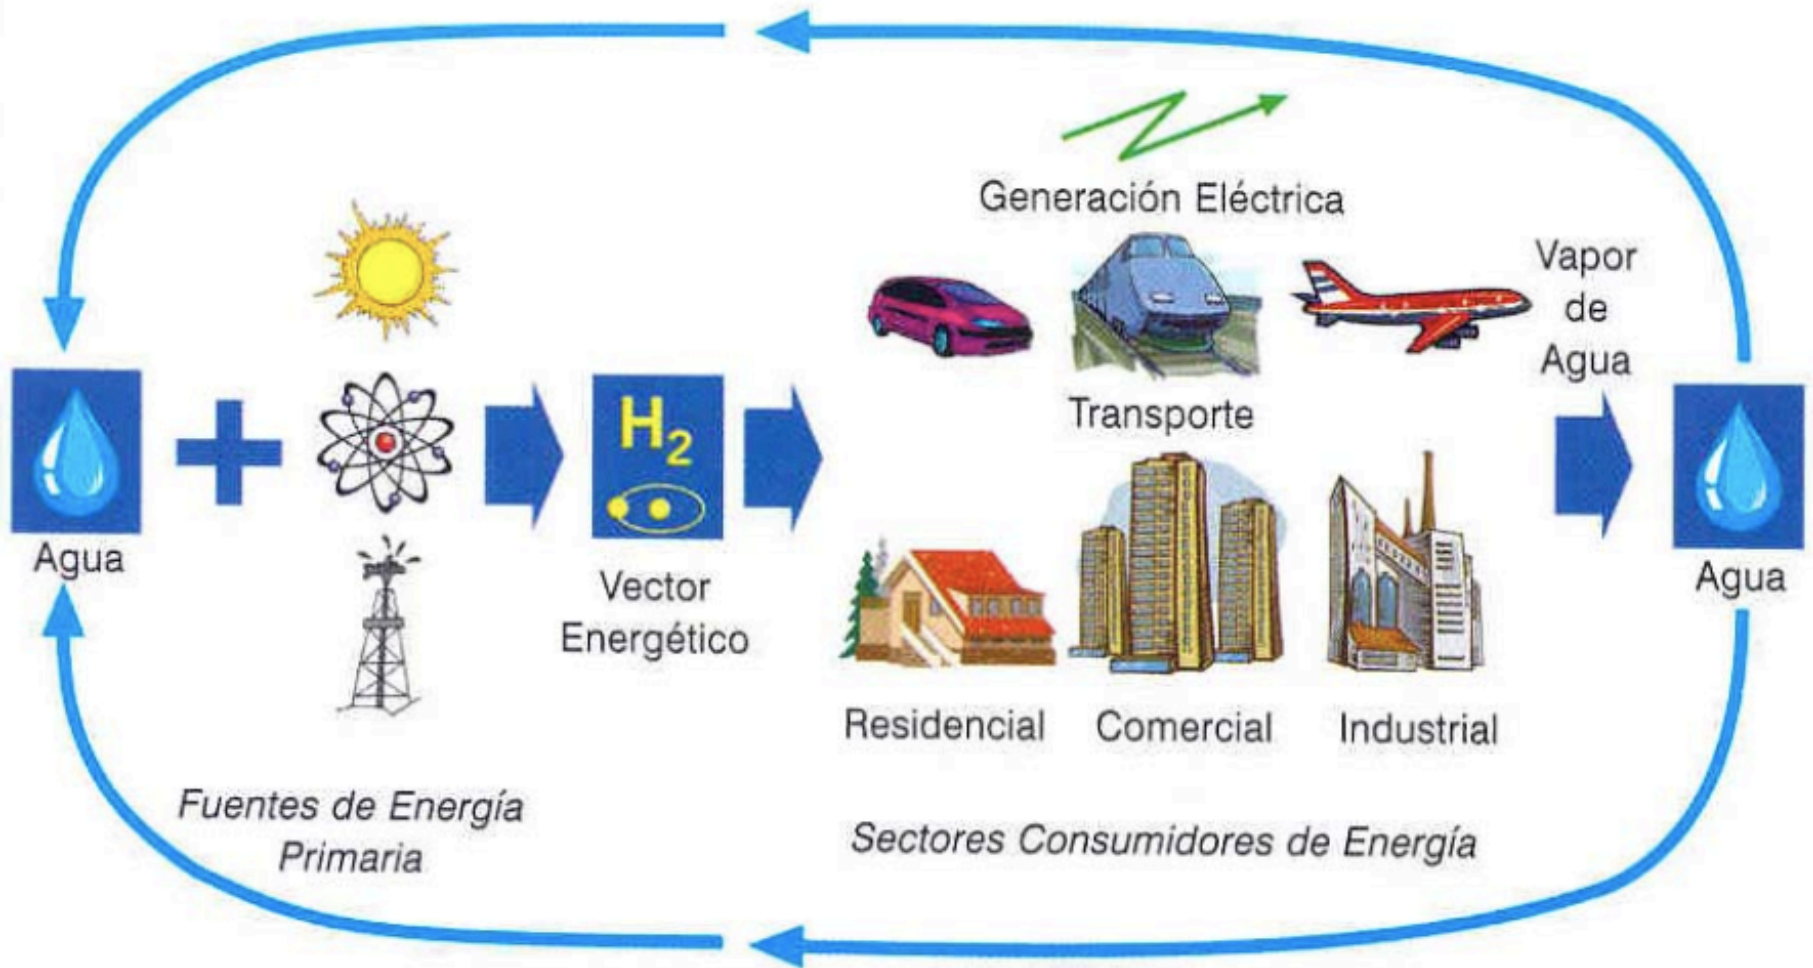 Generación Eléctrica
Vapor
de
Agua
Transporte
H2
Agua
Vector
Energético
Agua
Residencial
Comercial
Industrial
Fuentes de Energía
Primaria
Sectores Consumidores de Energía